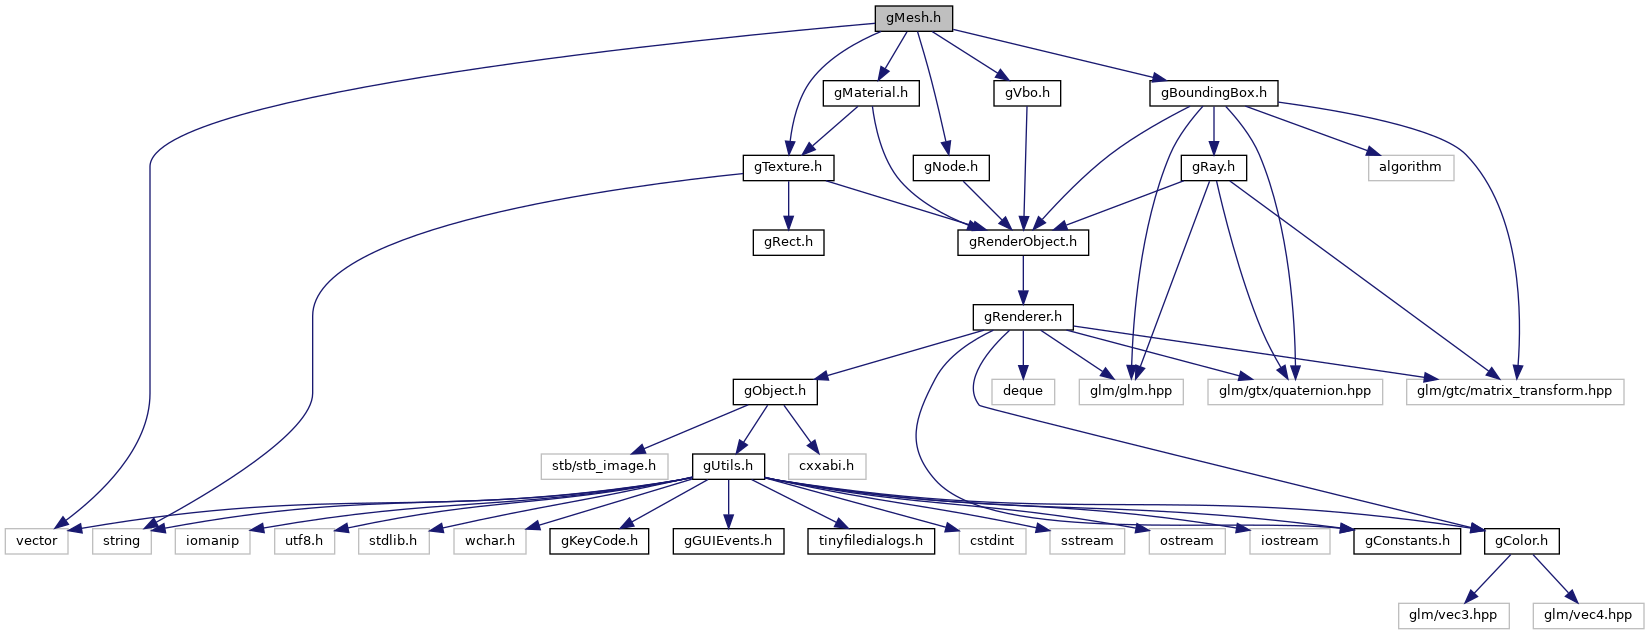 gMesh.h
gMaterial.h
gVbo.h
gBoundingBox.h
gTexture.h
gNode.h
gRay.h
algorithm
gRect.h
gRenderObject.h
gRenderer.h
gObject.h
deque
glm/glm.hpp
glm/gtx/quaternion.hpp
glm/gtc/matrix_transform.hpp
stb/stb_image.h
gUtils.h
cxxabi.h
vector
string
iomanip
utf8.h
stdlib.h
wchar.h
gKeyCode.h
gGUIEvents.h
tinyfiledialogs.h
cstdint
sstream
ostream
iostream
gConstants.h
gColor.h
glm/vec3.hpp
glm/vec4.hpp